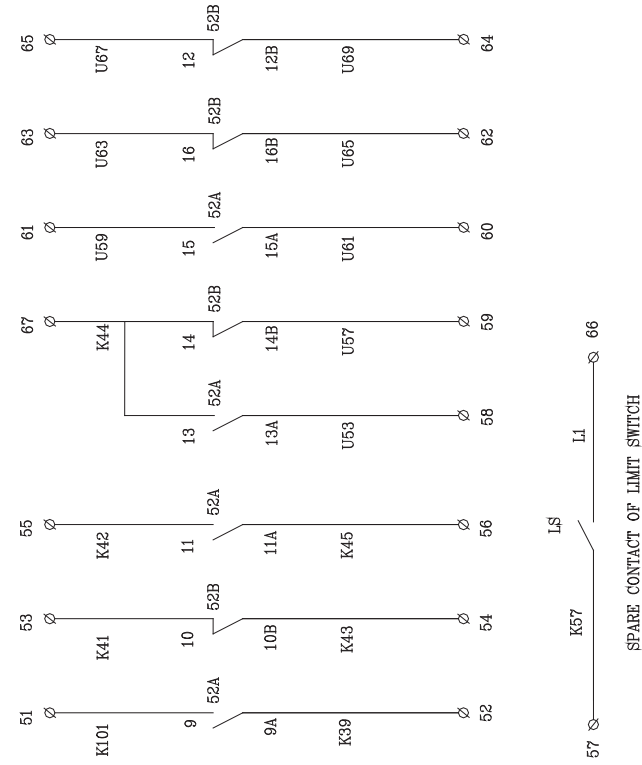 51 53 55 67 61 63 65
K101 K41 K42 K44 U59 U63 U67
9 10 11 13 14 15 16 12
52A 52B 52A 52A 52B 52A 52B 52B
9A 10B 11A 13A 14B 15A 16B 12B
K39 K43 K45 U53 U57 U61 U65 U69
52 54 56 58 59 60 62 64
LS
K57 L1
57 66
SPARE CONTACT OF LIMIT SWITCH